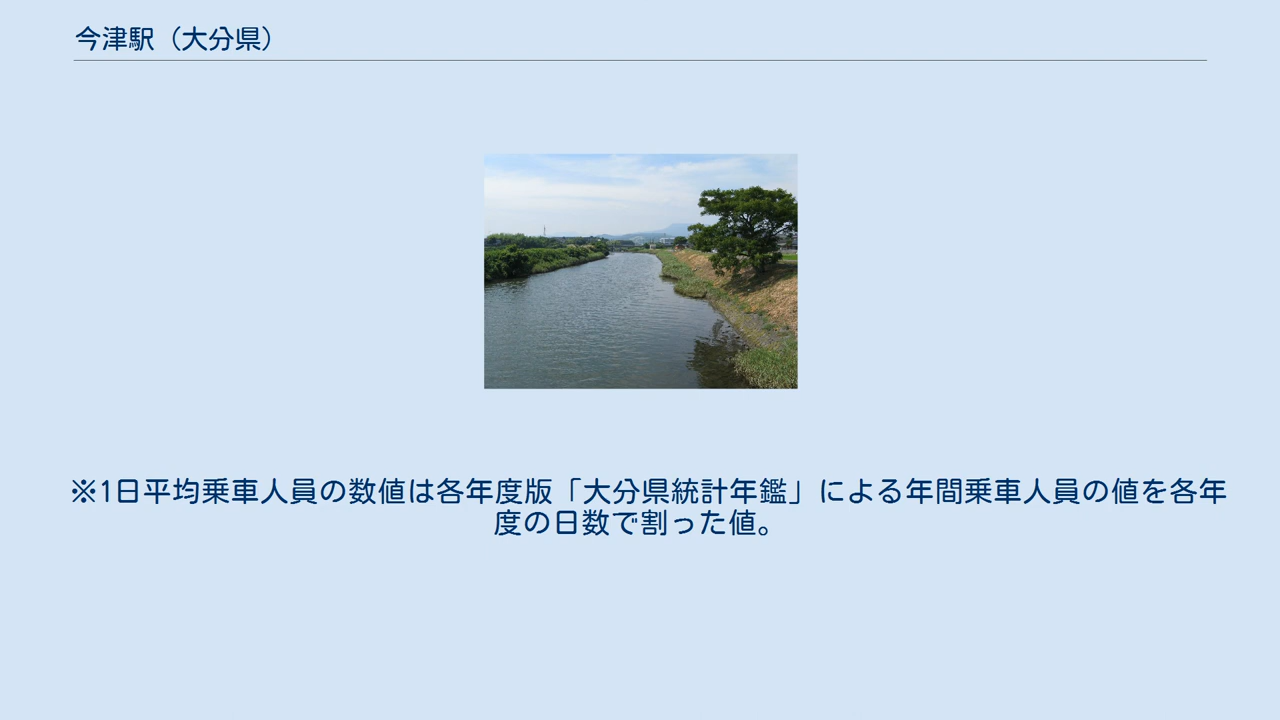 今津駅（大分県）
※1日平均乗車人員の数値は各年度版「大分県統計年鑑」による年間乗車人員の値を各年
度の日数で割った値。